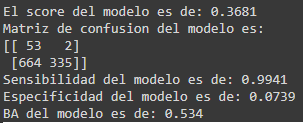 El score del modelo es de: 0.3681
Matriz de confusion del modelo es:
[[ 53   2]
 [664 335]]
Sensibilidad del modelo es de: 0.9941
Especificidad del modelo es de: 0.0739
BA del modelo es de: 0.534